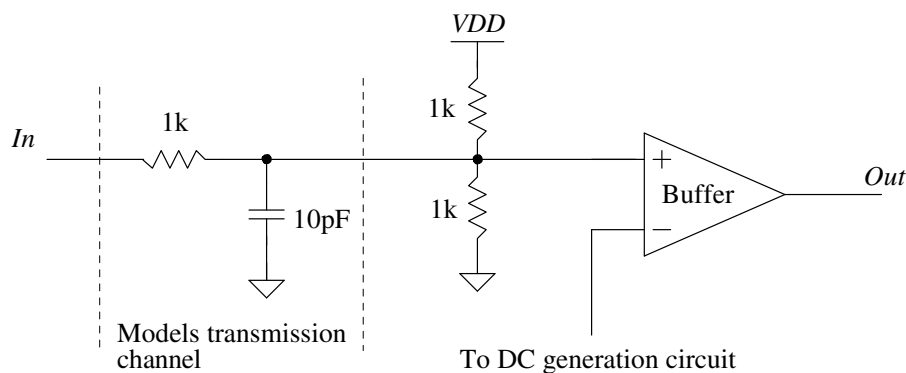 VDD
1k
In
1k
+
Buffer
Out
1k
10pF
−
Models transmission
channel
To DC generation circuit